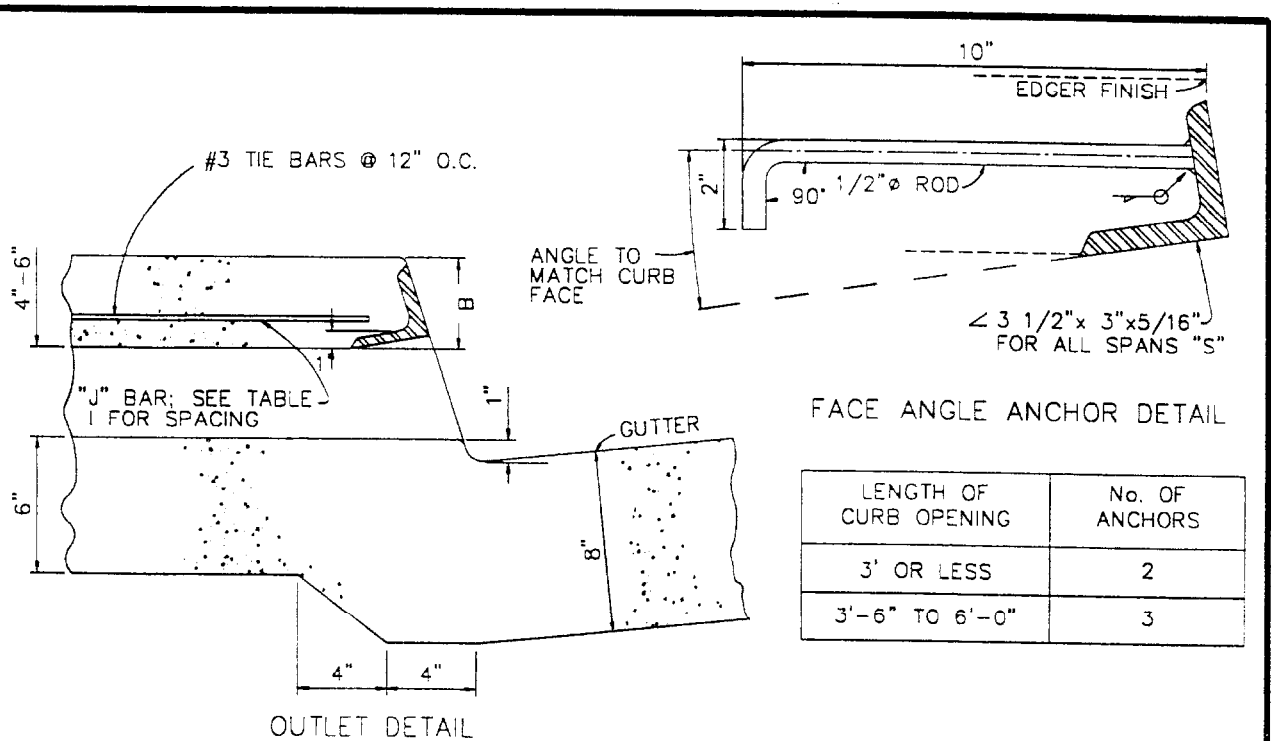 10"
EDGER FINISH
#3 TIE BARS @ 12" O.C.
2"
90° 1/2"ø ROD
ANGLE TO
MATCH CURB
FACE
4"-6"
B
1
∠ 3 1/2"x 3"x5/16"
FOR ALL SPANS "S"
"J" BAR; SEE TABLE
1 FOR SPACING
1"
FACE ANGLE ANCHOR DETAIL
GUTTER
6"
8"
LENGTH OF CURB OPENING
No. OF ANCHORS
3' OR LESS
2
3'-6" TO 6'-0"
3
4"
4"
OUTLET DETAIL